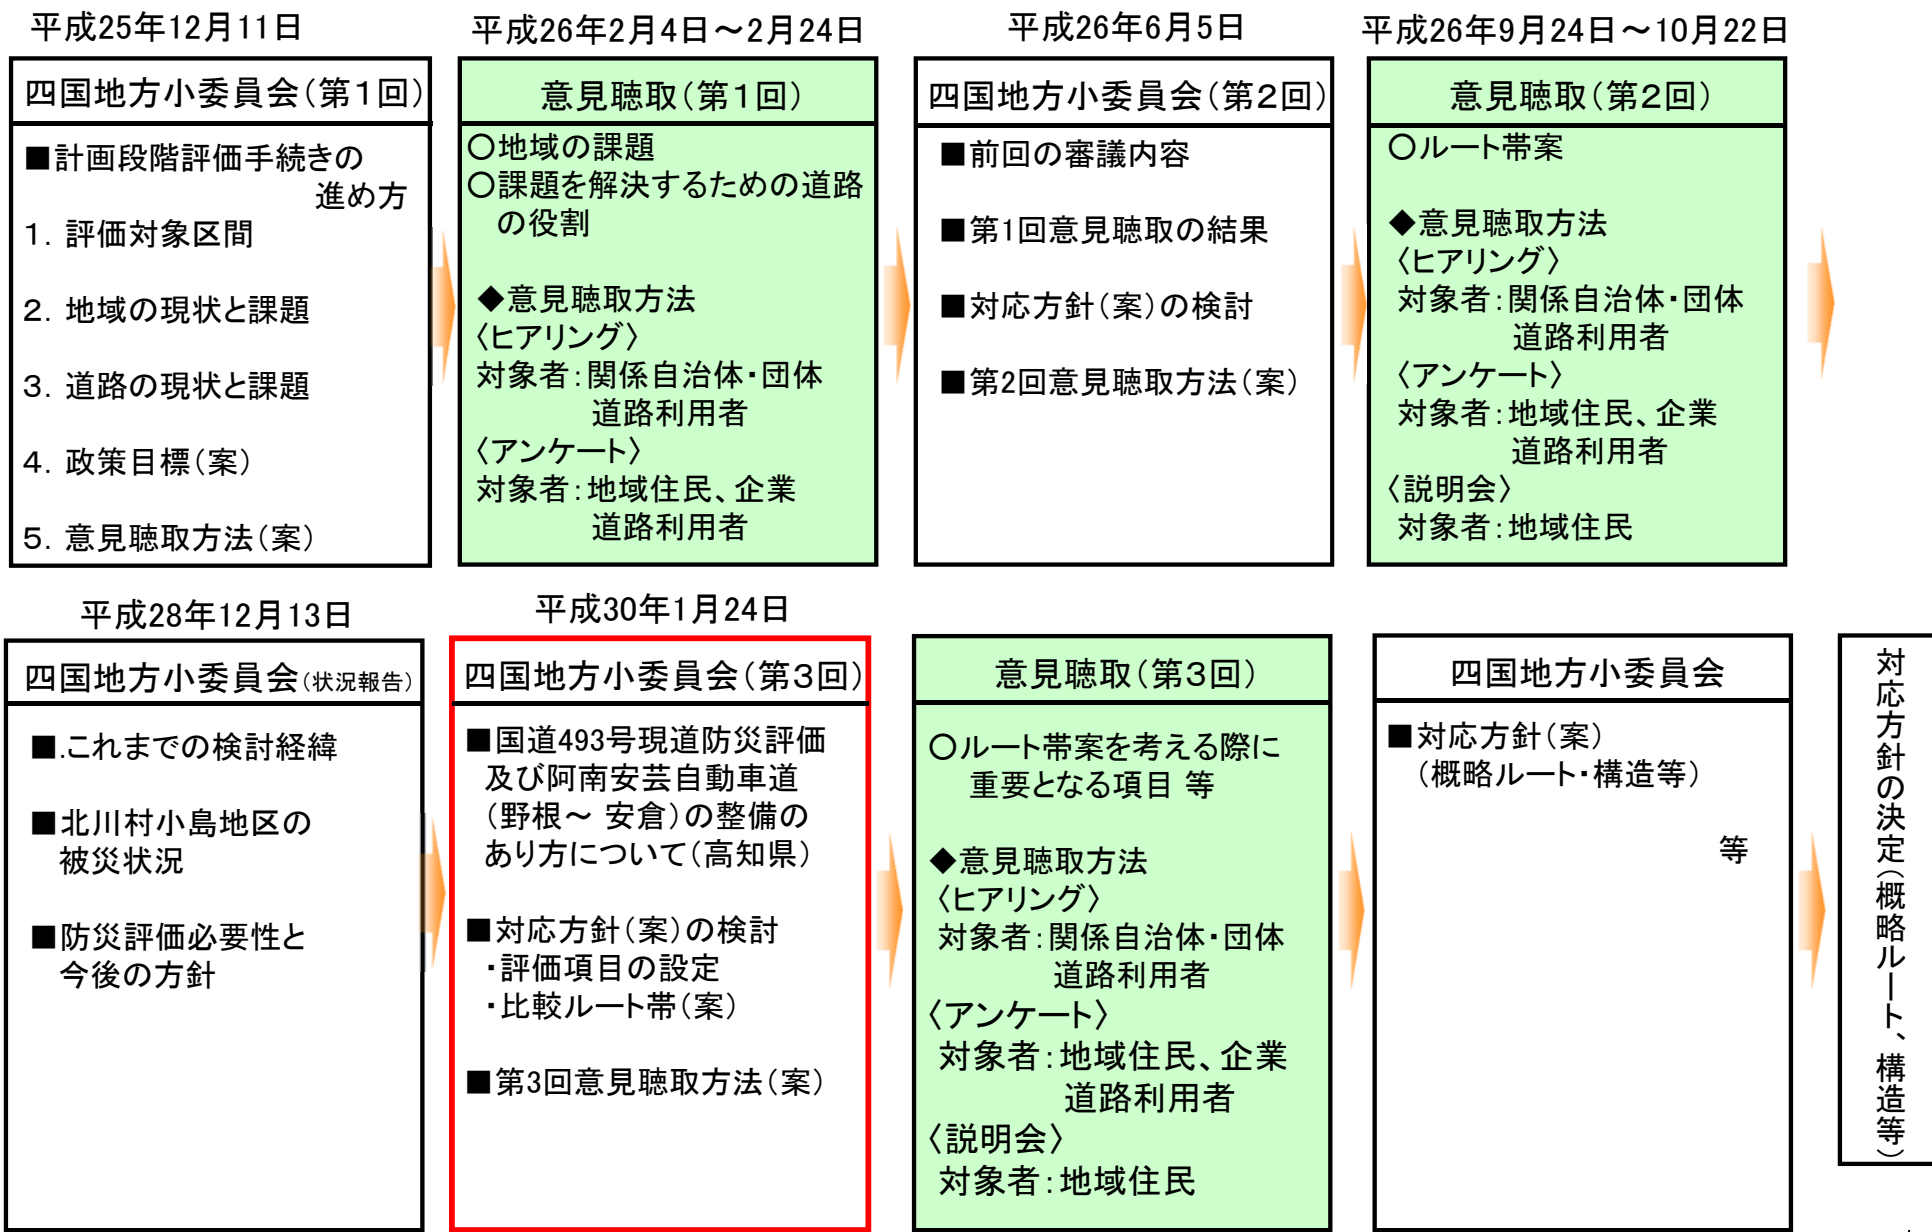 平成25年12月11日
四国地方小委員会(第1回)
■計画段階評価手続きの
進め方
1. 評価対象区間
2. 地域の現状と課題
3. 道路の現状と課題
4. 政策目標(案)
5. 意見聴取方法(案)
平成26年2月4日~2月24日
意見聴取(第1回)
○地域の課題
○課題を解決するための道路
の役割
◆意見聴取方法
〈ヒアリング〉
対象者:関係自治体・団体
道路利用者
〈アンケート〉
対象者:地域住民、企業
道路利用者
平成26年6月5日
四国地方小委員会(第2回)
■前回の審議内容
■第1回意見聴取の結果
■対応方針(案)の検討
■第2回意見聴取方法(案)
平成26年9月24日~10月22日
意見聴取(第2回)
○ルート帯案
◆意見聴取方法
〈ヒアリング〉
対象者:関係自治体・団体
道路利用者
〈アンケート〉
対象者:地域住民、企業
道路利用者
〈説明会〉
対象者:地域住民
平成28年12月13日
四国地方小委員会(状況報告)
■.これまでの検討経緯
■北川村小島地区の
被災状況
■防災評価必要性と
今後の方針
平成30年1月24日
四国地方小委員会(第3回)
■国道493号現道防災評価
及び阿南安芸自動車道
(野根~ 安倉)の整備の
あり方について(高知県)
■対応方針(案)の検討
・評価項目の設定
・比較ルート帯(案)
■第3回意見聴取方法(案)
意見聴取(第3回)
○ルート帯案を考える際に
重要となる項目 等
◆意見聴取方法
〈ヒアリング〉
対象者:関係自治体・団体
道路利用者
〈アンケート〉
対象者:地域住民、企業
道路利用者
〈説明会〉
対象者:地域住民
四国地方小委員会
■対応方針(案)
(概略ルート・構造等)
等
対応方針の決定(概略ルート、構造等)